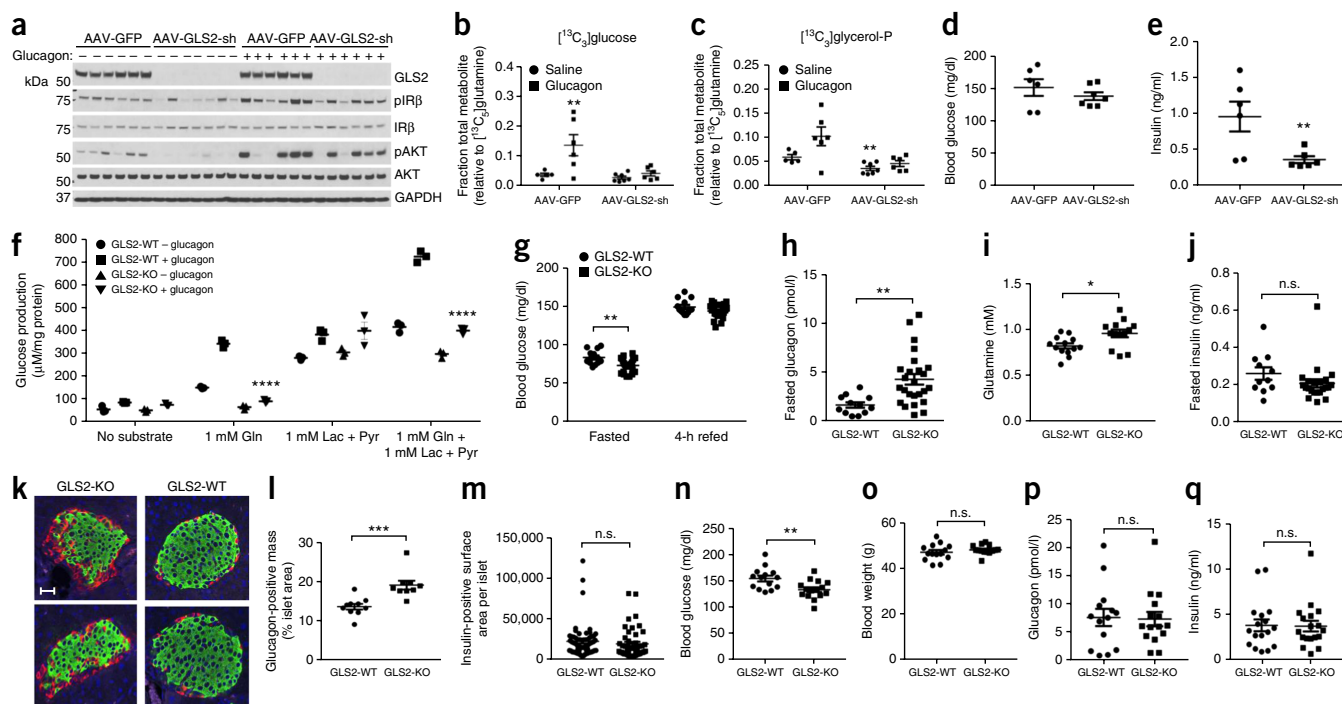 a
AAV-GFP AAV-GLS2-sh AAV-GFP AAV-GLS2-sh
Glucagon: – – – – – – – – – – – – + + + + + + + + + + + +
kDa
50
GLS2
75
pIRβ
75
IRβ
50
pAKT
50
AKT
37
GAPDH
b
[¹³C₃]glucose
Fraction total metabolite
(relative to [¹³C₅]glutamine
0.4
0.3
0.2
0.1
0
Saline
Glucagon
**
AAV-GFP AAV-GLS2-sh
c
[¹³C₃]glycerol-P
Fraction total metabolite
(relative to [¹³C₅]glutamine
0.25
0.20
0.15
0.10
0.05
0.00
Saline
Glucagon
**
AAV-GFP AAV-GLS2-sh
d
Blood glucose (mg/dl)
200
150
100
50
0
AAV-GFP AAV-GLS2-sh
e
Insulin (ng/ml)
2.0
1.5
1.0
0.5
0
**
AAV-GFP AAV-GLS2-sh
f
Glucose production
(μM/mg protein)
800
700
600
500
400
300
200
100
0
GLS2-WT – glucagon
GLS2-WT + glucagon
GLS2-KO – glucagon
GLS2-KO + glucagon
****
****
No substrate 1 mM Gln 1 mM Lac + Pyr 1 mM Gln +
1 mM Lac + Pyr
g
Blood glucose (mg/dl)
200
150
100
50
0
GLS2-WT
GLS2-KO
**
Fasted 4-h refed
h
Fasted glucagon (pmol/l)
15
10
5
0
**
GLS2-WT GLS2-KO
i
Glutamine (mM)
1.5
1.0
0.5
0
*
GLS2-WT GLS2-KO
j
Fasted insulin (ng/ml)
0.8
0.6
0.4
0.2
0
n.s.
GLS2-WT GLS2-KO
k
GLS2-KO GLS2-WT
l
Glucagon-positive mass
(% islet area)
40
30
20
10
0
***
GLS2-WT GLS2-KO
m
Insulin-positive surface
area per islet
150,000
100,000
50,000
0
n.s.
GLS2-WT GLS2-KO
n
Blood glucose (mg/dl)
250
200
150
100
50
0
**
GLS2-WT GLS2-KO
o
Blood weight (g)
80
60
40
20
0
n.s.
GLS2-WT GLS2-KO
p
Glucagon (pmol/l)
25
20
15
10
5
0
n.s.
GLS2-WT GLS2-KO
q
Insulin (ng/ml)
15
10
5
0
n.s.
GLS2-WT GLS2-KO